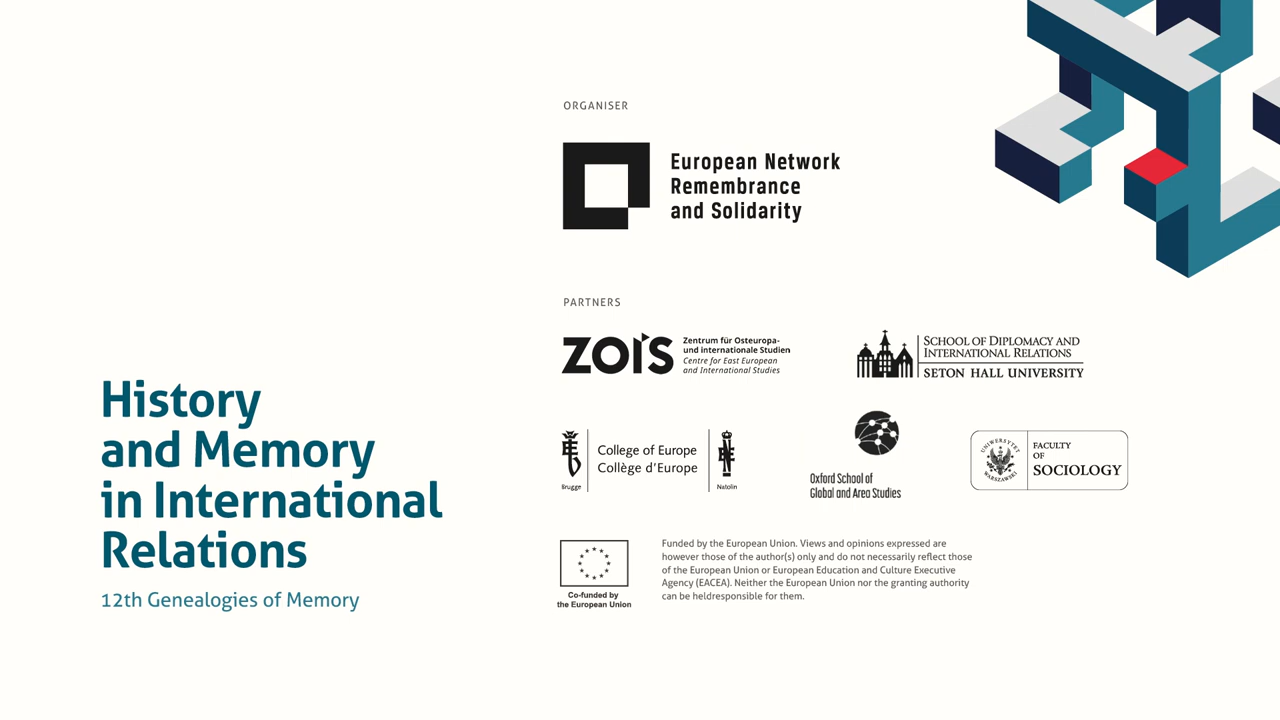 ORGANISER
European Network
Remembrance
and Solidarity
PARTNERS
ZOiS
Zentrum für Osteuropa-
und internationale Studien
Centre for East European
and International Studies
SCHOOL OF DIPLOMACY AND
INTERNATIONAL RELATIONS
SETON HALL UNIVERSITY
College of Europe
Collège d'Europe
Brugge
Natolin
Oxford School of
Global and Area Studies
UNIWERSYTET
WARSZAWSKI
FACULTY
OF
SOCIOLOGY
History
and Memory
in International
Relations
12th Genealogies of Memory
Co-funded by
the European Union
Funded by the European Union. Views and opinions expressed are
however those of the author(s) only and do not necessarily reflect those
of the European Union or European Education and Culture Executive
Agency (EACEA). Neither the European Union nor the granting authority
can be heldresponsible for them.